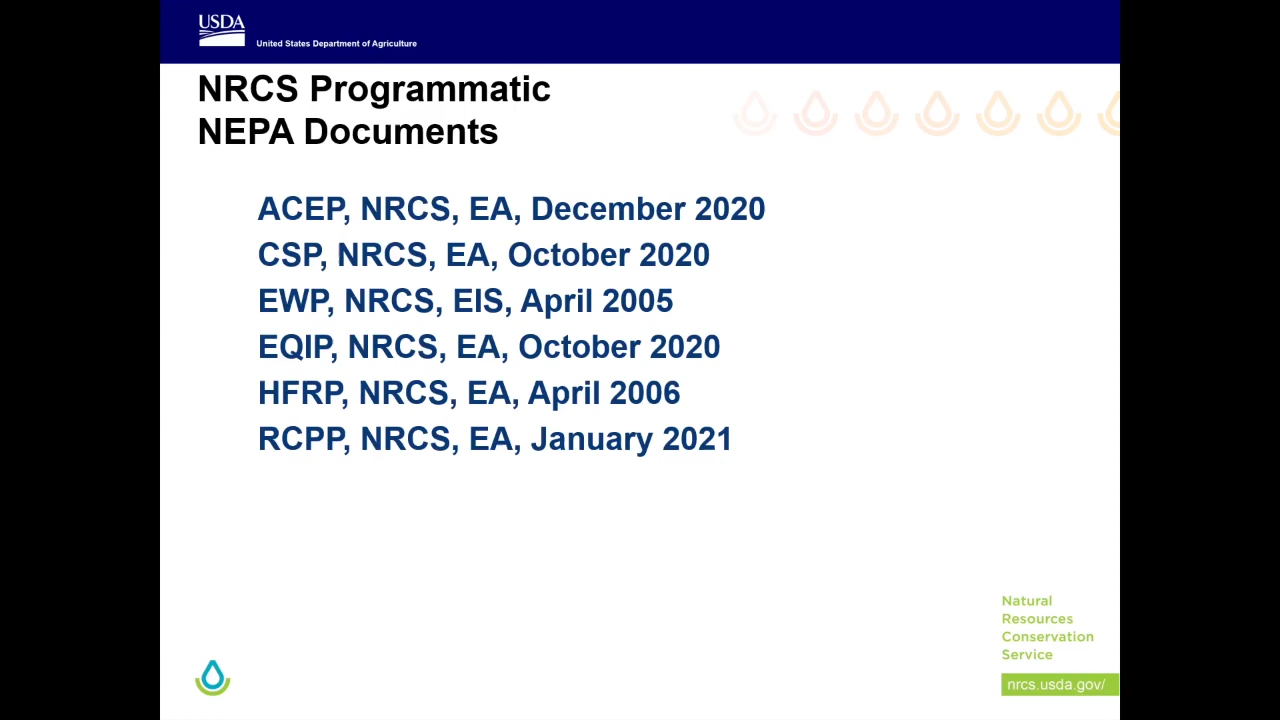 USDA
United States Department of Agriculture
NRCS Programmatic
NEPA Documents
ACEP, NRCS, EA, December 2020
CSP, NRCS, EA, October 2020
EWP, NRCS, EIS, April 2005
EQIP, NRCS, EA, October 2020
HFRP, NRCS, EA, April 2006
RCPP, NRCS, EA, January 2021
Natural
Resources
Conservation
Service
nrcs.usda.gov/